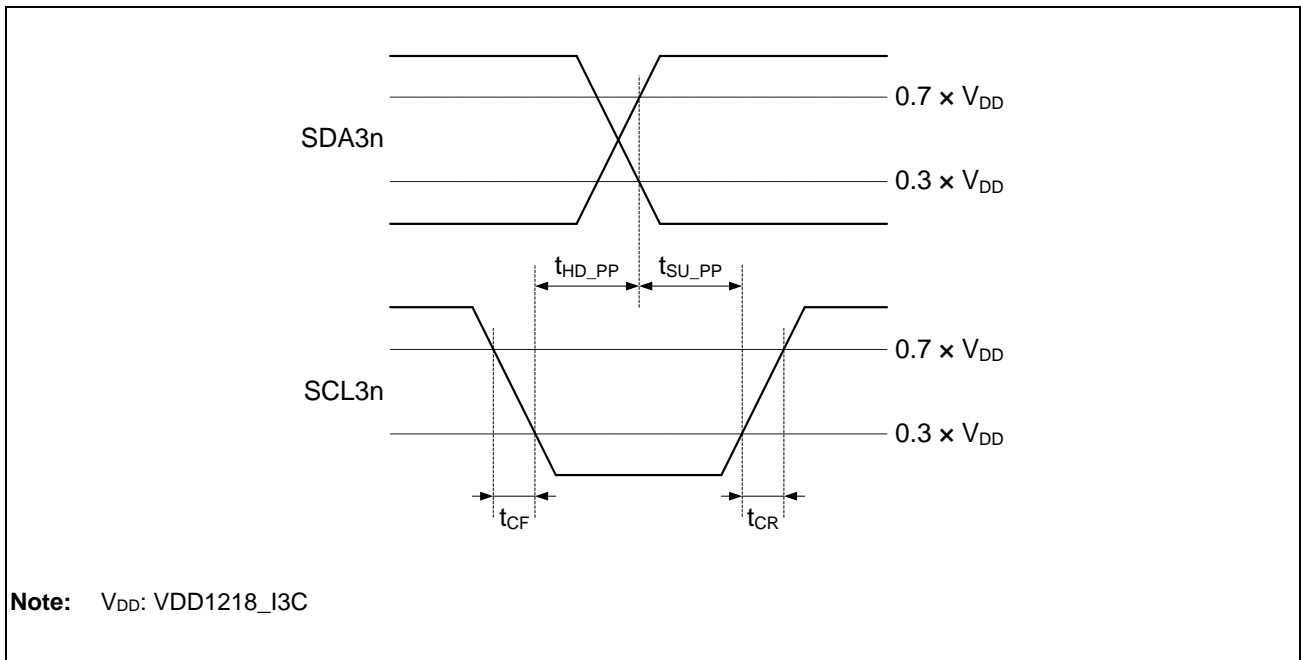 0.7 × VDD
SDA3n
0.3 × VDD
tHD_PP tSU_PP
0.7 × VDD
SCL3n
0.3 × VDD
tCF tCR
Note: VDD: VDD1218_I3C